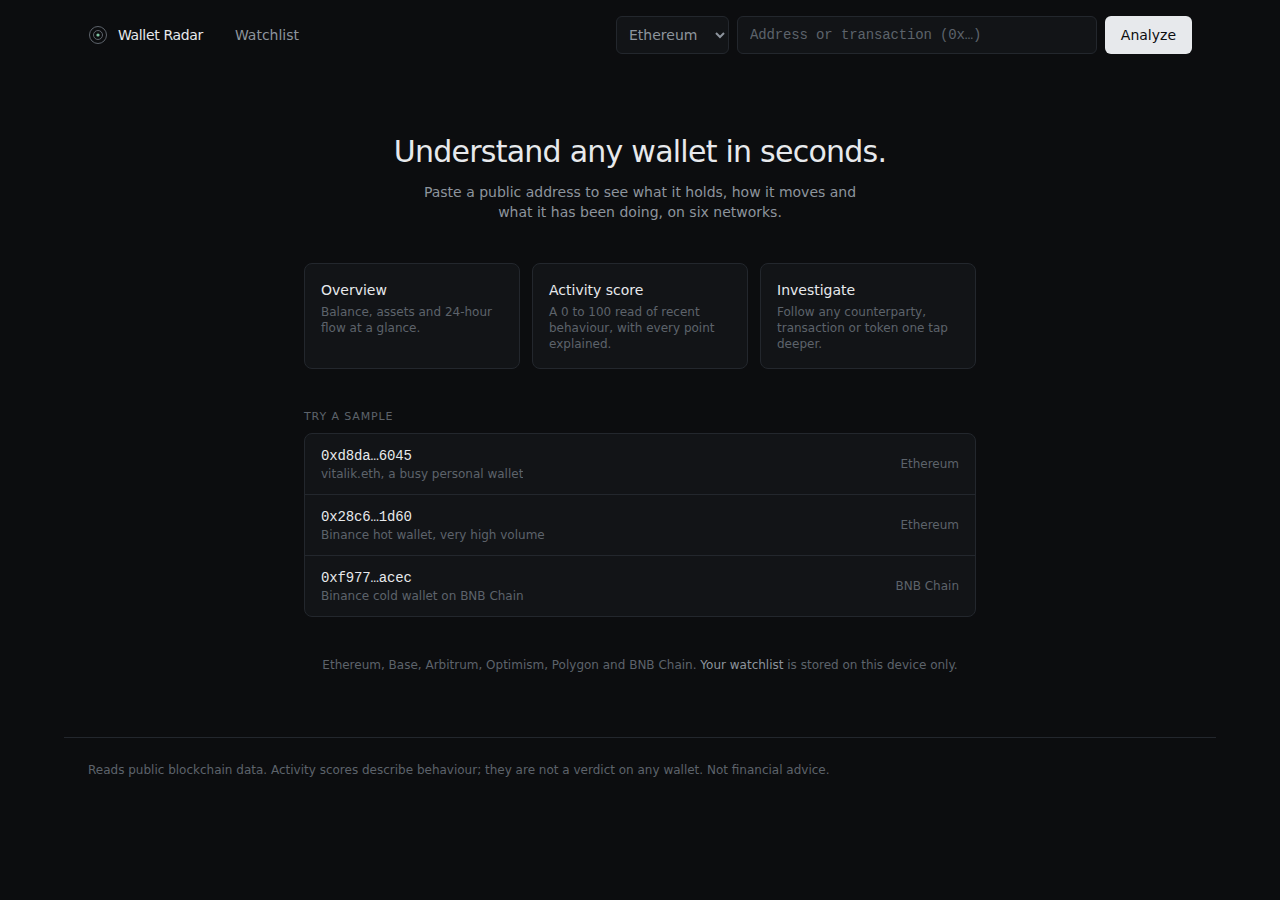 Wallet Radar
Watchlist
Ethereum
Address or transaction (0x…)
Analyze
Understand any wallet in seconds.
Paste a public address to see what it holds, how it moves and
what it has been doing, on six networks.
Overview
Balance, assets and 24-hour
flow at a glance.
Activity score
A 0 to 100 read of recent
behaviour, with every point
explained.
Investigate
Follow any counterparty,
transaction or token one tap
deeper.
TRY A SAMPLE
0xd8da…6045
vitalik.eth, a busy personal wallet
Ethereum
0x28c6…1d60
Binance hot wallet, very high volume
Ethereum
0xf977…acec
Binance cold wallet on BNB Chain
BNB Chain
Ethereum, Base, Arbitrum, Optimism, Polygon and BNB Chain. Your watchlist is stored on this device only.
Reads public blockchain data. Activity scores describe behaviour; they are not a verdict on any wallet. Not financial advice.